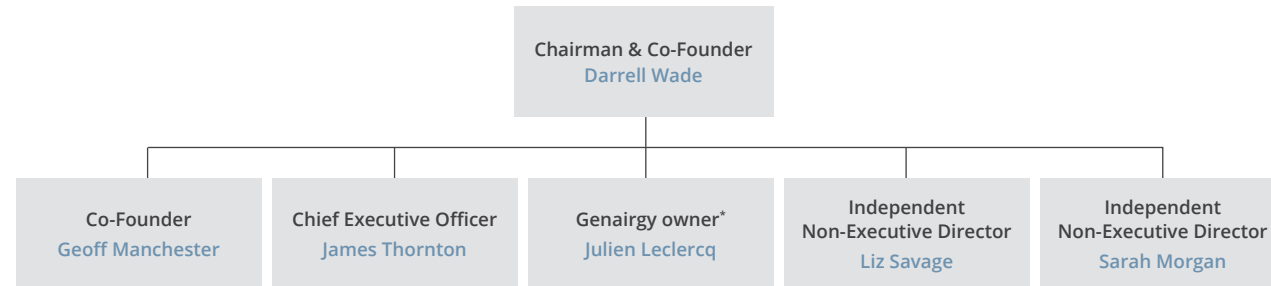 Chairman & Co-Founder
Darrell Wade
Co-Founder
Geoff Manchester
Chief Executive Officer
James Thornton
Genairgy owner*
Julien Leclercq
Independent
Non-Executive Director
Liz Savage
Independent
Non-Executive Director
Sarah Morgan